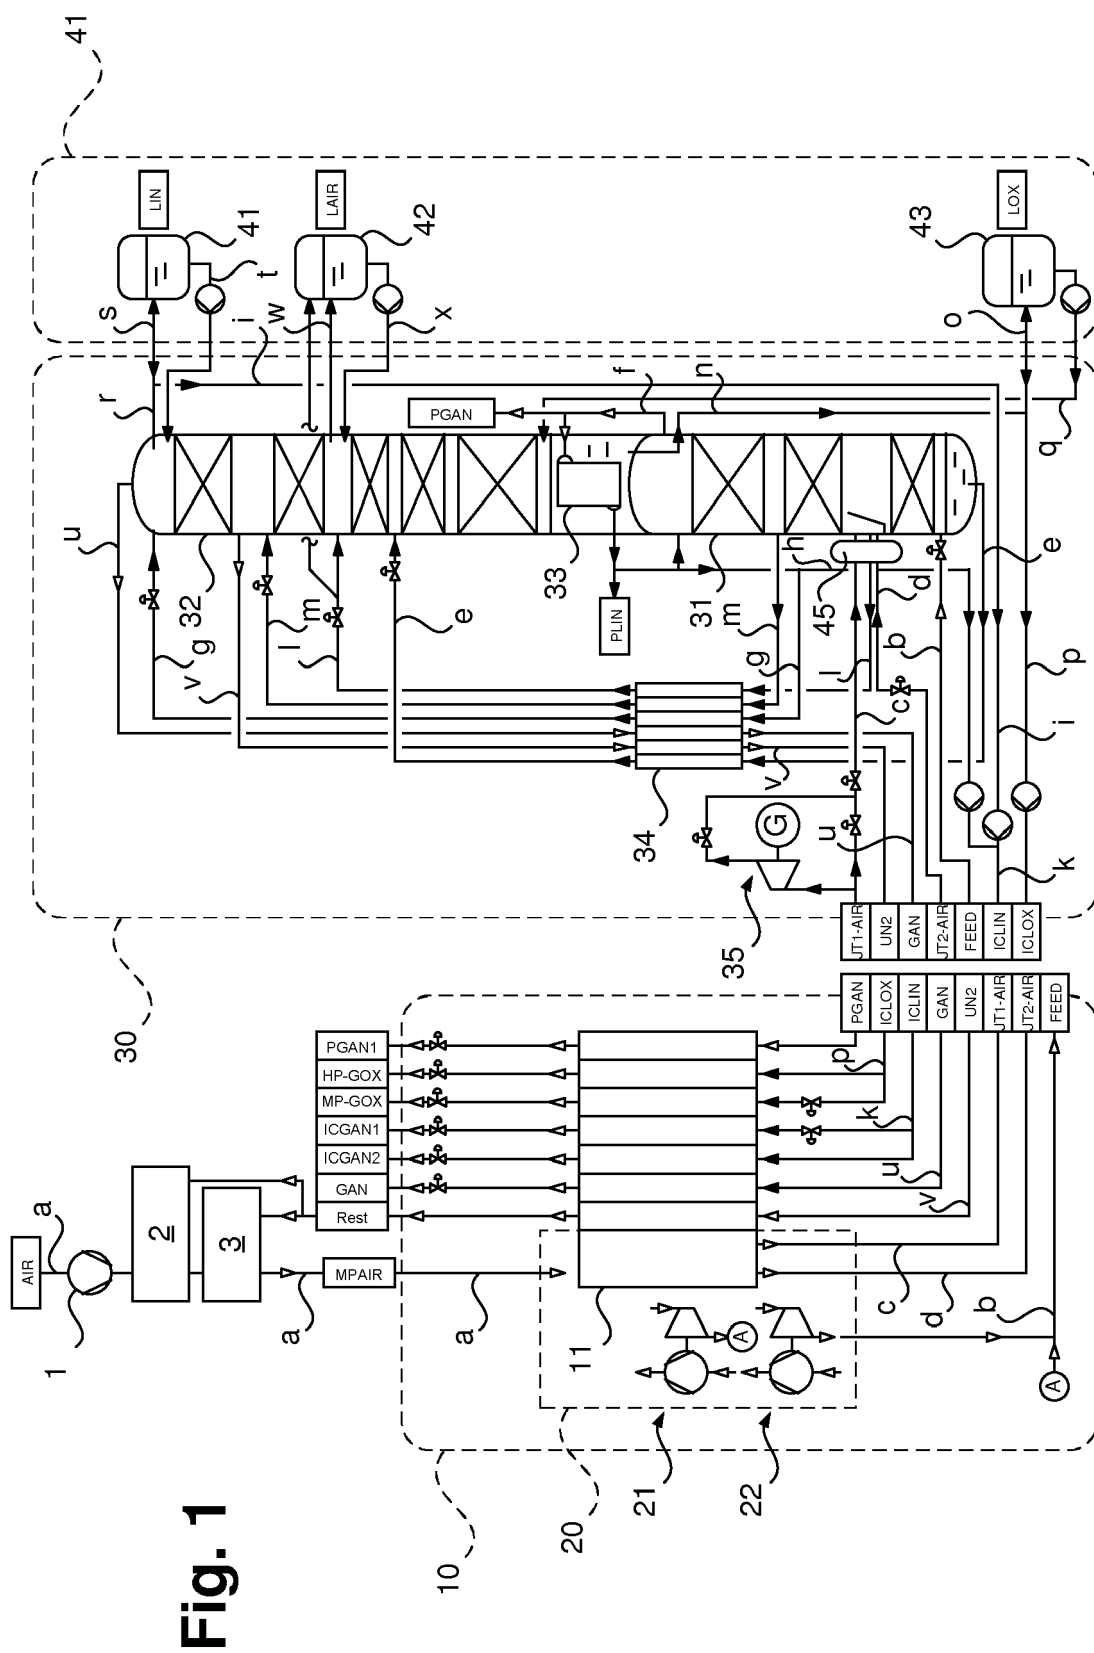 Fig. 1
AIR
a
1
2
3
a
MPAIR
a
PGAN1
HP-GOX
MP-GOX
ICGAN1
ICGAN2
GAN
Rest
10
20
21
22
11
A
A
p
k
u
v
c
d
b
PGAN
ICLOX
ICLIN
GAN
UN2
JT1-AIR
JT2-AIR
FEED
JT1-AIR
UN2
GAN
JT2-AIR
FEED
ICLIN
ICLOX
30
35
G
34
u
v
k
u
g
v
32
l
m
e
33
PLIN
31
m
g
h
45
l
c
b
d
e
i
p
r
i
PGAN
f
n
q
41
s
t
41
LIN
w
x
42
LAIR
o
43
LOX